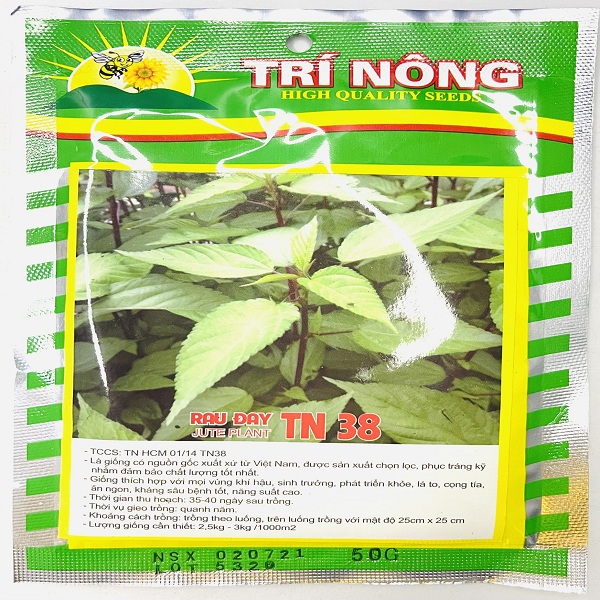 TRÍ NÔNG
HIGH QUALITY SEEDS
RAU ĐAY TN 38
JUTE PLANT
- TCCS: TN HCM 01/14 TN38
- Là giống có nguồn gốc xuất xứ từ Việt Nam, được sản xuất chọn lọc, phục tráng kỹ
nhằm đảm bảo chất lượng tốt nhất.
- Giống thích hợp với mọi vùng khí hậu, sinh trưởng, phát triển khỏe, lá to, cọng tía,
ăn ngon, kháng sâu bệnh tốt, năng suất cao.
- Thời gian thu hoạch: 35-40 ngày sau trồng.
- Thời vụ gieo trồng: quanh năm.
- Khoảng cách trồng: trồng theo luống, trên luống trồng với mật độ 25cm x 25 cm
- Lượng giống cần thiết: 2,5kg - 3kg /1000m2
NSX 020721 50G
LOT 5320